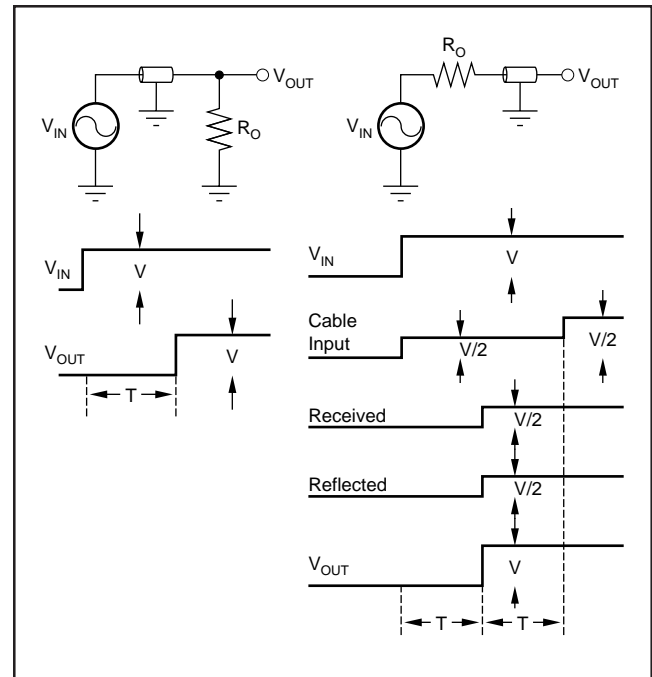 V_IN
V_OUT
R_O
V_IN
V
V_OUT
V
T
R_O
V_OUT
V_IN
V_IN
V
Cable
Input
V/2
V/2
Received
V/2
Reflected
V/2
V_OUT
V
T
T